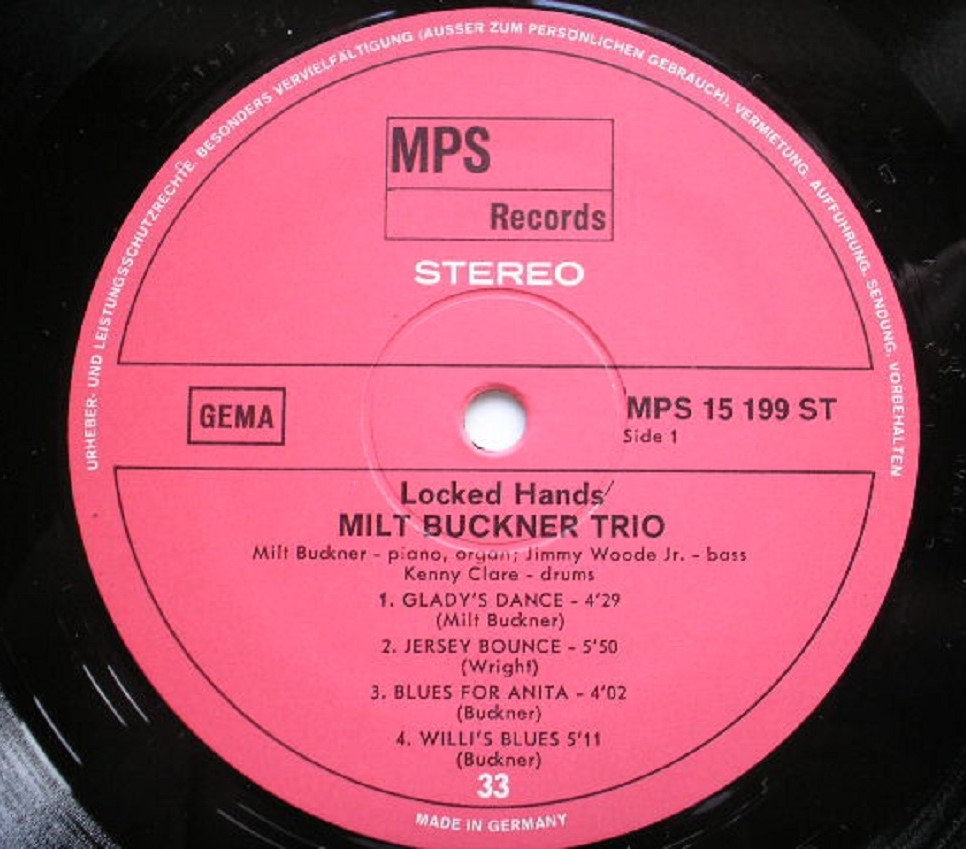 URHEBER- UND LEISTUNGSSCHUTZRECHTE. BESONDERS VERVIELFÄLTIGUNG (AUSSER ZUM PERSÖNLICHEN GEBRAUCH), VERMIETUNG, AUFFÜHRUNG, SENDUNG, VORBEHALTEN
MPS
Records
STEREO
GEMA
MPS 15 199 ST
Side 1
Locked Hands
MILT BUCKNER TRIO
Milt Buckner - piano, organ; Jimmy Woode Jr. - bass
Kenny Clare - drums
1. GLADY'S DANCE - 4'29
(Milt Buckner)
2. JERSEY BOUNCE - 5'50
(Wright)
3. BLUES FOR ANITA - 4'02
(Buckner)
4. WILLI'S BLUES 5'11
(Buckner)
33
MADE IN GERMANY